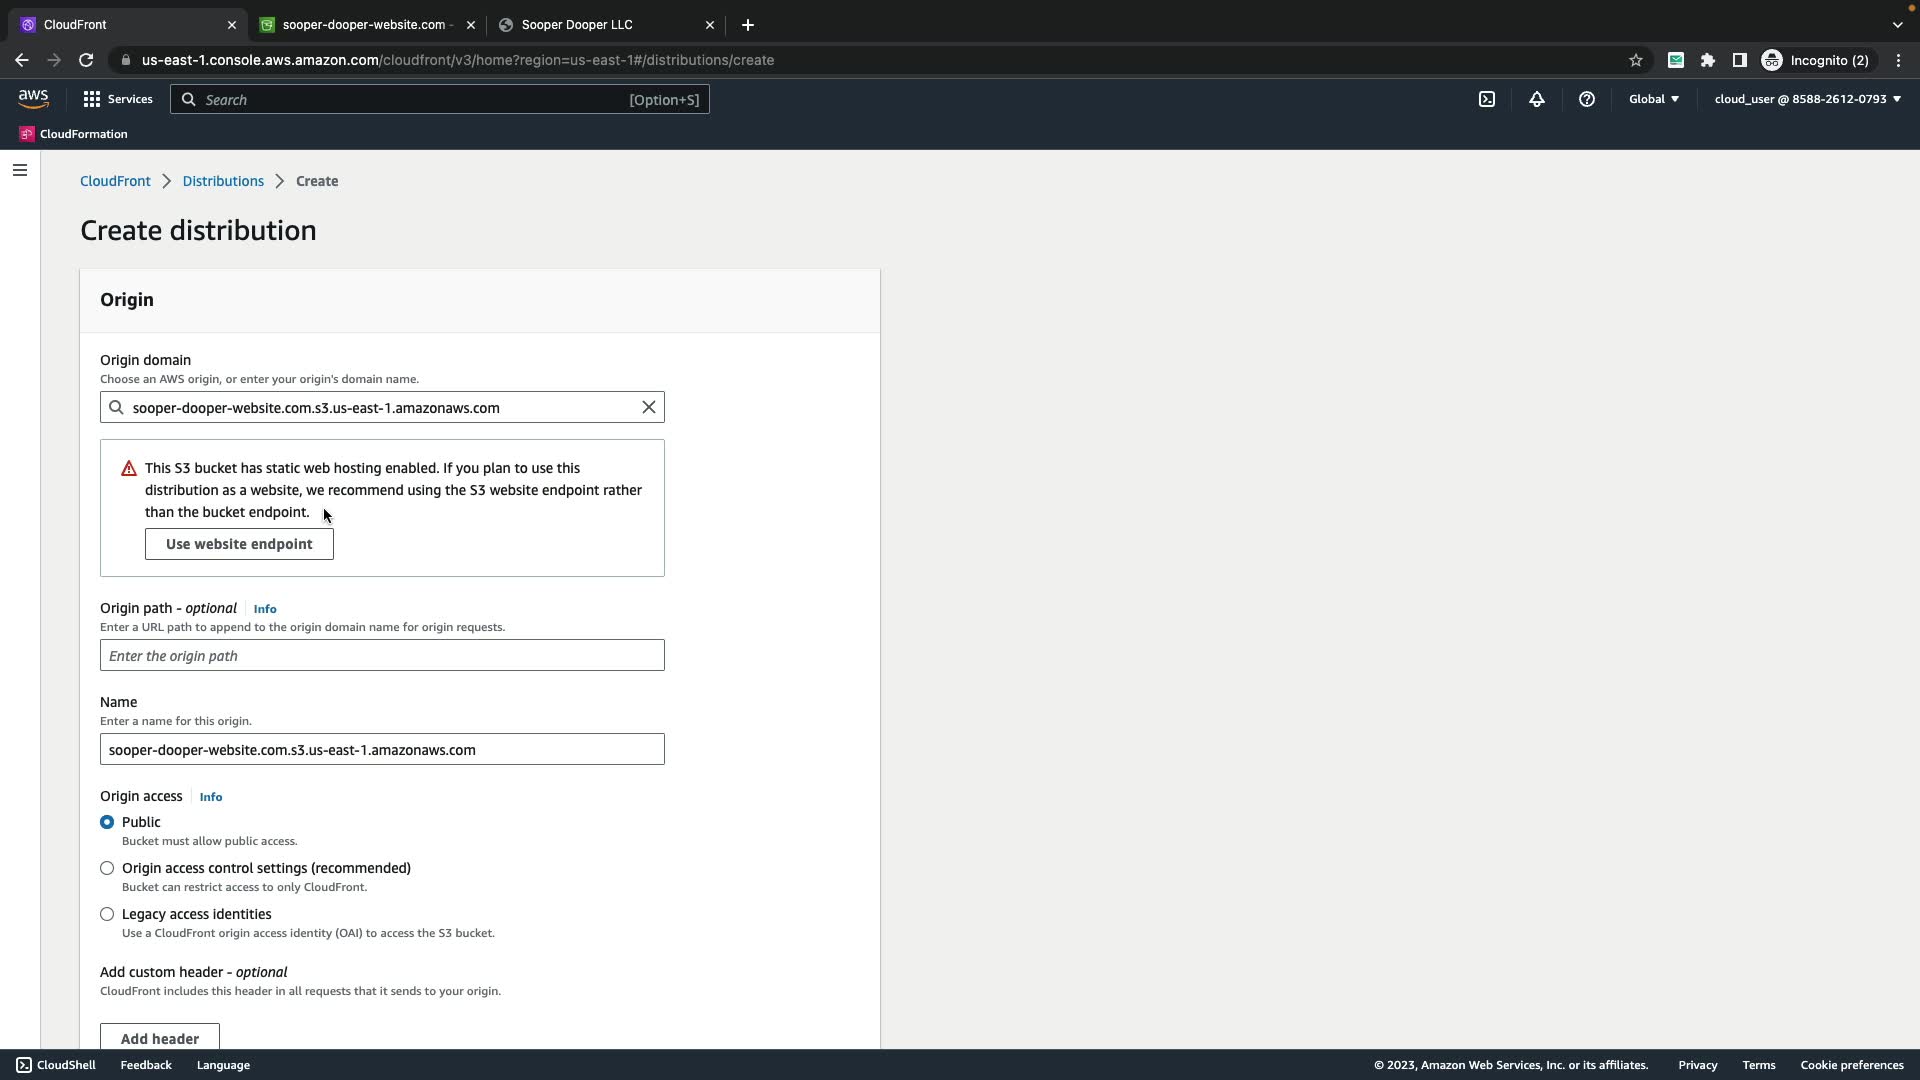 CloudFront
sooper-dooper-website.com -
Sooper Dooper LLC
us-east-1.console.aws.amazon.com/cloudfront/v3/home?region=us-east-1#/distributions/create
Incognito (2)
aws
Services
Search
[Option+S]
Global
cloud_user @ 8588-2612-0793
CloudFormation
CloudFront > Distributions > Create
Create distribution
Origin
Origin domain
Choose an AWS origin, or enter your origin's domain name.
sooper-dooper-website.com.s3.us-east-1.amazonaws.com
This S3 bucket has static web hosting enabled. If you plan to use this
distribution as a website, we recommend using the S3 website endpoint rather
than the bucket endpoint.
Use website endpoint
Origin path - optional
Info
Enter a URL path to append to the origin domain name for origin requests.
Enter the origin path
Name
Enter a name for this origin.
sooper-dooper-website.com.s3.us-east-1.amazonaws.com
Origin access
Info
Public
Bucket must allow public access.
Origin access control settings (recommended)
Bucket can restrict access to only CloudFront.
Legacy access identities
Use a CloudFront origin access identity (OAI) to access the S3 bucket.
Add custom header - optional
CloudFront includes this header in all requests that it sends to your origin.
Add header
CloudShell
Feedback
Language
© 2023, Amazon Web Services, Inc. or its affiliates.
Privacy
Terms
Cookie preferences